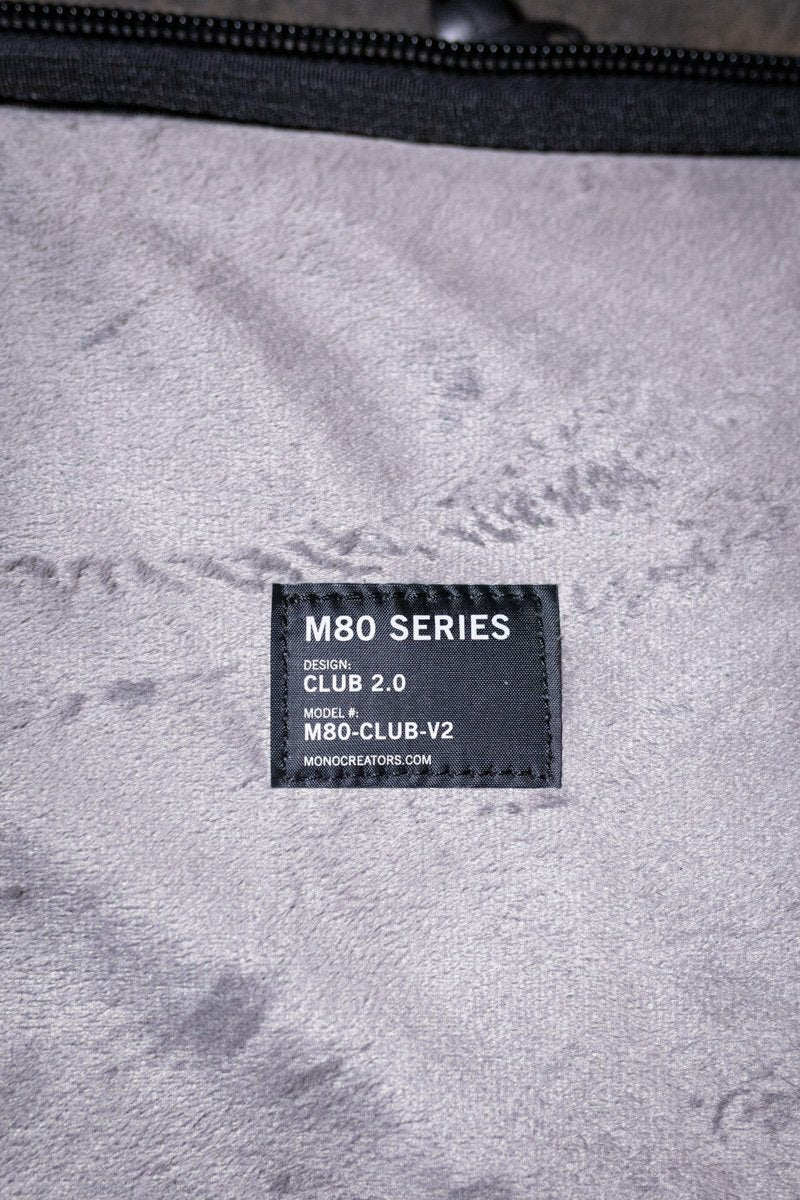 M80 SERIES
DESIGN:
CLUB 2.0
MODEL #:
M80-CLUB-V2
MONOCREATORS.COM